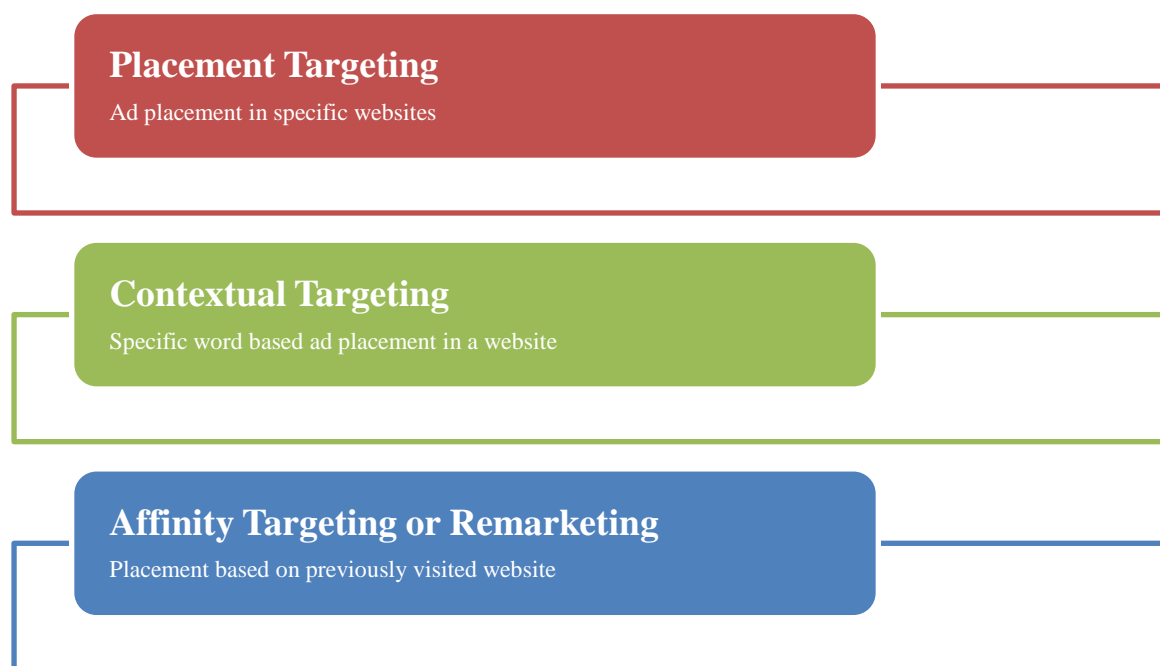 Placement Targeting
Ad placement in specific websites
Contextual Targeting
Specific word based ad placement in a website
Affinity Targeting or Remarketing
Placement based on previously visited website